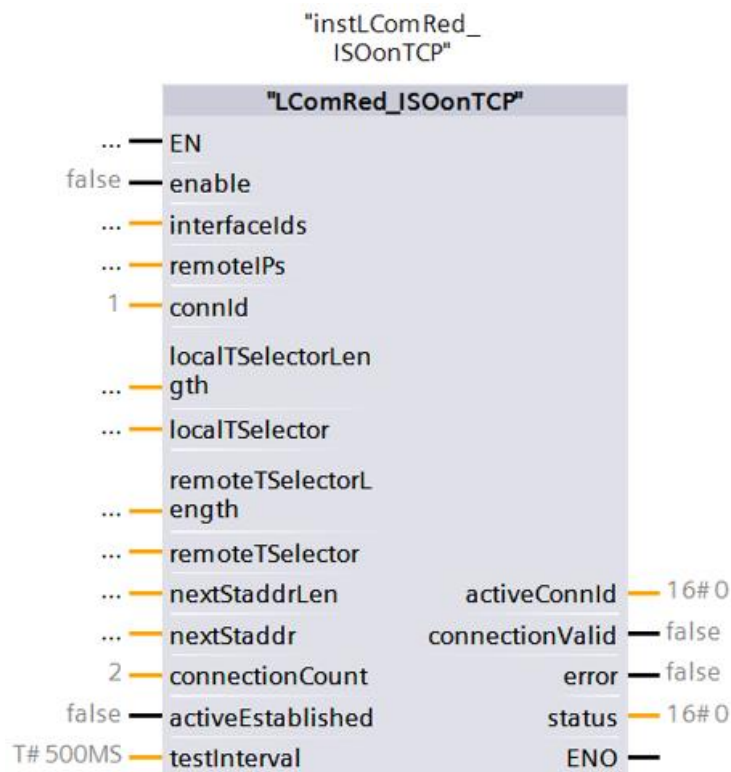 "instLComRed_
ISOonTCP"
"LComRed_ISOonTCP"
... EN
false enable
... interfaceIds
... remoteIPs
1 connId
localTSelectorLen
... gth
... localTSelector
remoteTSelectorL
... ength
... remoteTSelector
... nextStaddrLen activeConnId 16#0
... nextStaddr connectionValid false
2 connectionCount error false
false activeEstablished status 16#0
T#500MS testInterval ENO